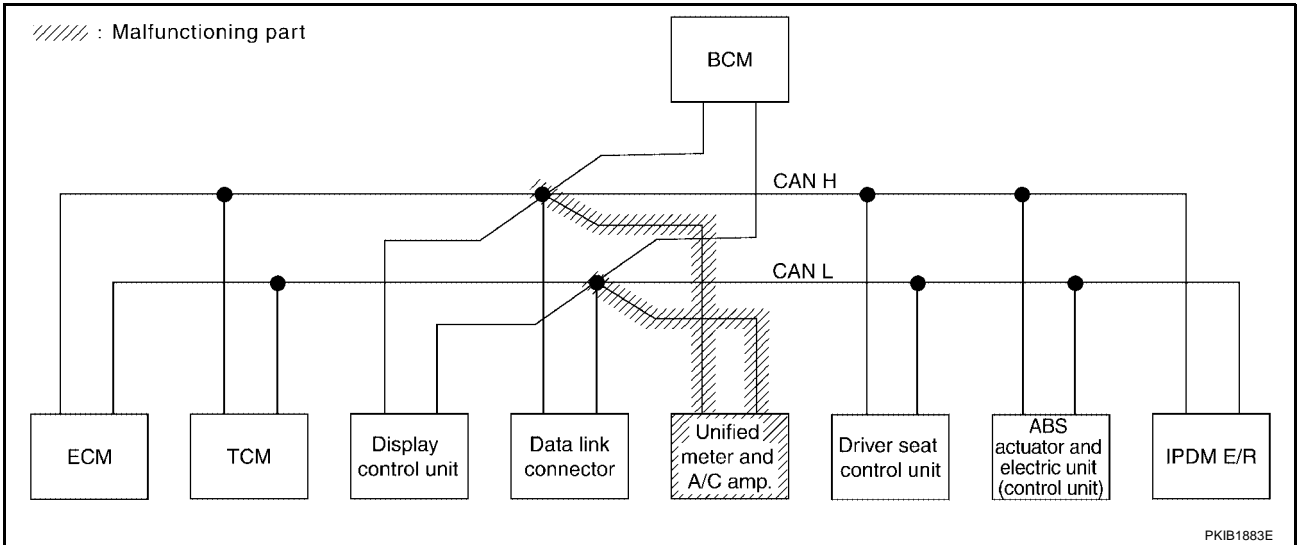 : Malfunctioning part
BCM
CAN H
CAN L
ECM
TCM
Display
control unit
Data link
connector
Unified
meter and
A/C amp.
Driver seat
control unit
ABS
actuator and
electric unit
(control unit)
IPDM E/R
PKIB1883E